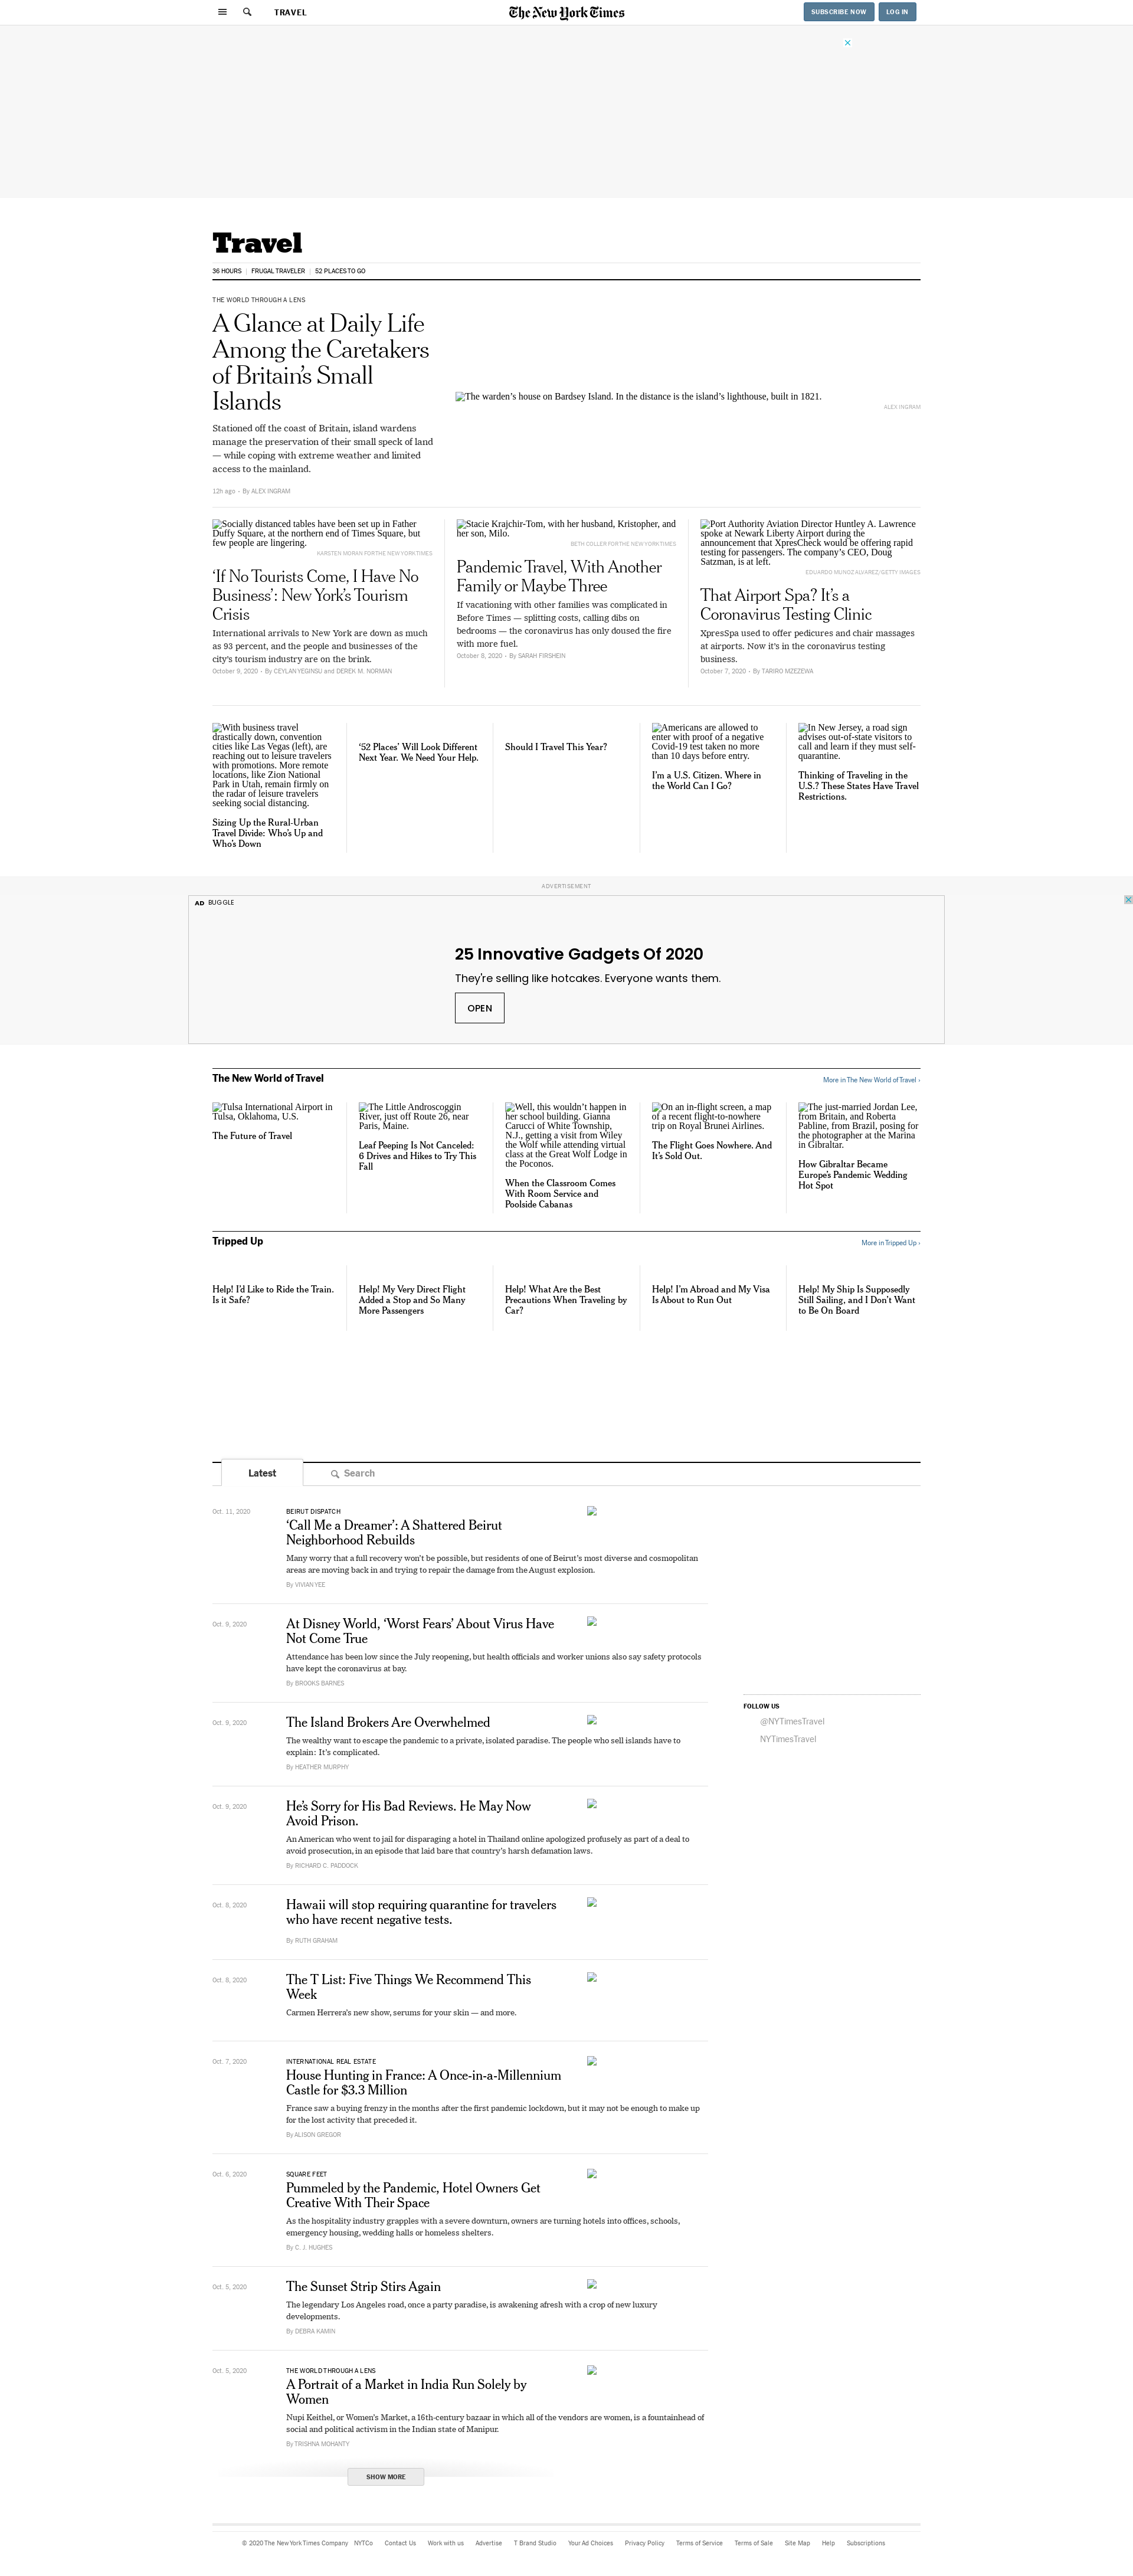 TRAVEL
The New York Times
SUBSCRIBE NOW
LOG IN
Travel
36 HOURS
FRUGAL TRAVELER
52 PLACES TO GO
THE WORLD THROUGH A LENS
A Glance at Daily Life
Among the Caretakers
of Britain’s Small
Islands
Stationed off the coast of Britain, island wardens
manage the preservation of their small speck of land
— while coping with extreme weather and limited
access to the mainland.
12h ago • By ALEX INGRAM
The warden’s house on Bardsey Island. In the distance is the island’s lighthouse, built in 1821.
ALEX INGRAM
Socially distanced tables have been set up in Father
Duffy Square, at the northern end of Times Square, but
few people are lingering.
KARSTEN MORAN FOR THE NEW YORK TIMES
‘If No Tourists Come, I Have No
Business’: New York’s Tourism
Crisis
International arrivals to New York are down as much
as 93 percent, and the people and businesses of the
city’s tourism industry are on the brink.
October 9, 2020 • By CEYLAN YEGINSU and DEREK M. NORMAN
Stacie Krajchir-Tom, with her husband, Kristopher, and
her son, Milo.
BETH COLLER FOR THE NEW YORK TIMES
Pandemic Travel, With Another
Family or Maybe Three
If vacationing with other families was complicated in
Before Times — splitting costs, calling dibs on
bedrooms — the coronavirus has only doused the fire
with more fuel.
October 8, 2020 • By SARAH FIRSHEIN
Port Authority Aviation Director Huntley A. Lawrence
spoke at Newark Liberty Airport during the
announcement that XpresCheck would be offering rapid
testing for passengers. The company’s CEO, Doug
Satzman, is at left.
EDUARDO MUNOZ ALVAREZ/GETTY IMAGES
That Airport Spa? It’s a
Coronavirus Testing Clinic
XpresSpa used to offer pedicures and chair massages
at airports. Now it’s in the coronavirus testing
business.
October 7, 2020 • By TARIRO MZEZEWA
With business travel
drastically down, convention
cities like Las Vegas (left), are
reaching out to leisure travelers
with promotions. More remote
locations, like Zion National
Park in Utah, remain firmly on
the radar of leisure travelers
seeking social distancing.
Sizing Up the Rural-Urban
Travel Divide: Who’s Up and
Who’s Down
‘52 Places’ Will Look Different
Next Year. We Need Your Help.
Should I Travel This Year?
Americans are allowed to
enter with proof of a negative
Covid-19 test taken no more
than 10 days before entry.
I’m a U.S. Citizen. Where in
the World Can I Go?
In New Jersey, a road sign
advises out-of-state visitors to
call and learn if they must self-
quarantine.
Thinking of Traveling in the
U.S.? These States Have Travel
Restrictions.
ADVERTISEMENT
AD BUGGLE
25 Innovative Gadgets Of 2020
They're selling like hotcakes. Everyone wants them.
OPEN
The New World of Travel
More in The New World of Travel ›
Tulsa International Airport in
Tulsa, Oklahoma, U.S.
The Future of Travel
The Little Androscoggin
River, just off Route 26, near
Paris, Maine.
Leaf Peeping Is Not Canceled:
6 Drives and Hikes to Try This
Fall
Well, this wouldn’t happen in
her school building. Gianna
Carucci of White Township,
N.J., getting a visit from Wiley
the Wolf while attending virtual
class at the Great Wolf Lodge in
the Poconos.
When the Classroom Comes
With Room Service and
Poolside Cabanas
On an in-flight screen, a map
of a recent flight-to-nowhere
trip on Royal Brunei Airlines.
The Flight Goes Nowhere. And
It’s Sold Out.
The just-married Jordan Lee,
from Britain, and Roberta
Pabline, from Brazil, posing for
the photographer at the Marina
in Gibraltar.
How Gibraltar Became
Europe’s Pandemic Wedding
Hot Spot
Tripped Up
More in Tripped Up ›
Help! I’d Like to Ride the Train.
Is it Safe?
Help! My Very Direct Flight
Added a Stop and So Many
More Passengers
Help! What Are the Best
Precautions When Traveling by
Car?
Help! I’m Abroad and My Visa
Is About to Run Out
Help! My Ship Is Supposedly
Still Sailing, and I Don’t Want
to Be On Board
Latest
Search
Oct. 11, 2020
BEIRUT DISPATCH
‘Call Me a Dreamer’: A Shattered Beirut
Neighborhood Rebuilds
Many worry that a full recovery won’t be possible, but residents of one of Beirut’s most diverse and cosmopolitan
areas are moving back in and trying to repair the damage from the August explosion.
By VIVIAN YEE
Oct. 9, 2020
At Disney World, ‘Worst Fears’ About Virus Have
Not Come True
Attendance has been low since the July reopening, but health officials and worker unions also say safety protocols
have kept the coronavirus at bay.
By BROOKS BARNES
FOLLOW US
@NYTimesTravel
NYTimesTravel
Oct. 9, 2020
The Island Brokers Are Overwhelmed
The wealthy want to escape the pandemic to a private, isolated paradise. The people who sell islands have to
explain: It’s complicated.
By HEATHER MURPHY
Oct. 9, 2020
He’s Sorry for His Bad Reviews. He May Now
Avoid Prison.
An American who went to jail for disparaging a hotel in Thailand online apologized profusely as part of a deal to
avoid prosecution, in an episode that laid bare that country’s harsh defamation laws.
By RICHARD C. PADDOCK
Oct. 8, 2020
Hawaii will stop requiring quarantine for travelers
who have recent negative tests.
By RUTH GRAHAM
Oct. 8, 2020
The T List: Five Things We Recommend This
Week
Carmen Herrera’s new show, serums for your skin — and more.
Oct. 7, 2020
INTERNATIONAL REAL ESTATE
House Hunting in France: A Once-in-a-Millennium
Castle for $3.3 Million
France saw a buying frenzy in the months after the first pandemic lockdown, but it may not be enough to make up
for the lost activity that preceded it.
By ALISON GREGOR
Oct. 6, 2020
SQUARE FEET
Pummeled by the Pandemic, Hotel Owners Get
Creative With Their Space
As the hospitality industry grapples with a severe downturn, owners are turning hotels into offices, schools,
emergency housing, wedding halls or homeless shelters.
By C. J. HUGHES
Oct. 5, 2020
The Sunset Strip Stirs Again
The legendary Los Angeles road, once a party paradise, is awakening afresh with a crop of new luxury
developments.
By DEBRA KAMIN
Oct. 5, 2020
THE WORLD THROUGH A LENS
A Portrait of a Market in India Run Solely by
Women
Nupi Keithel, or Women’s Market, a 16th-century bazaar in which all of the vendors are women, is a fountainhead of
social and political activism in the Indian state of Manipur.
By TRISHNA MOHANTY
SHOW MORE
© 2020 The New York Times Company NYTCo Contact Us Work with us Advertise T Brand Studio Your Ad Choices Privacy Policy Terms of Service Terms of Sale Site Map Help Subscriptions